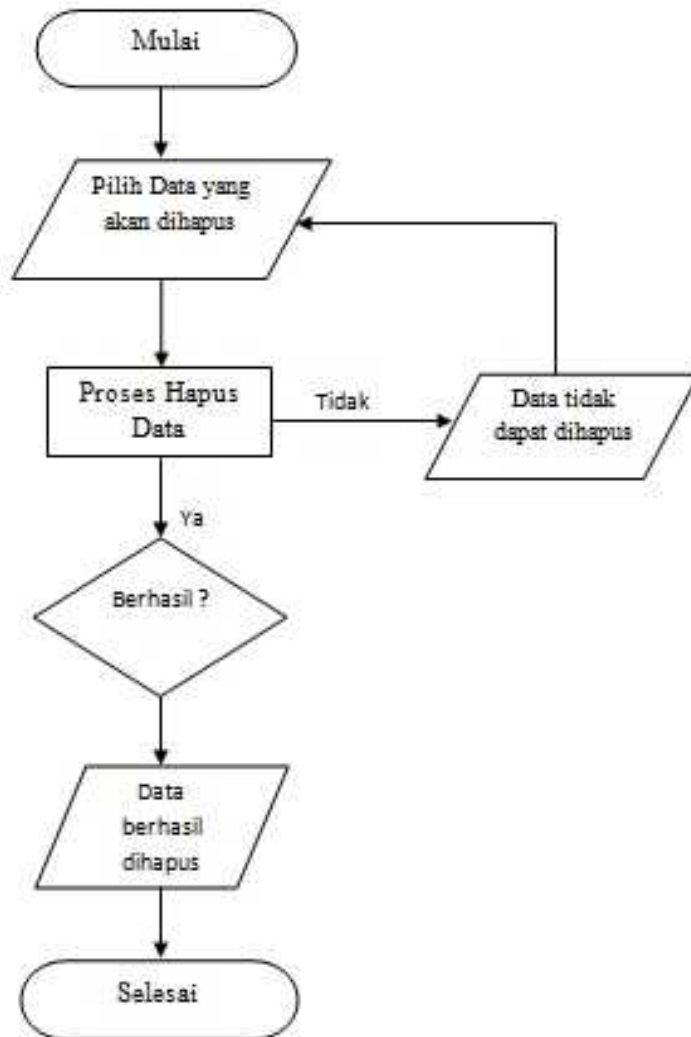 Mulai
Pilih Data yang
akan dihapus
Proses Hapus
Data
Tidak
Data tidak
dapat dihapus
Ya
Berhasil ?
Data
berhasil
dihapus
Selesai